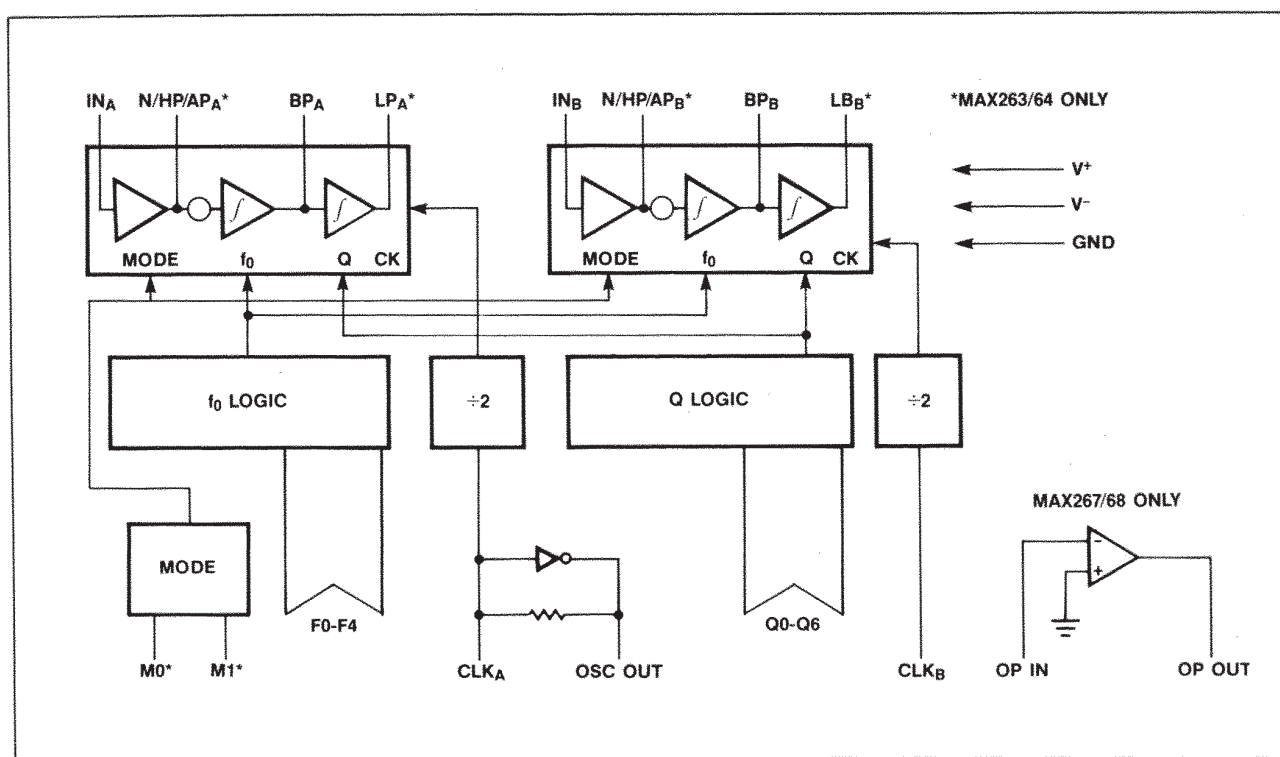 IN_A N/HP/AP_A* BP_A LP_A* IN_B N/HP/AP_B* BP_B LB_B* *MAX263/64 ONLY
V+
V−
GND
MODE f0 Q CK MODE f0 Q CK
f0 LOGIC ÷2 Q LOGIC ÷2
MAX267/68 ONLY
MODE
F0-F4 Q0-Q6
M0* M1* CLK_A OSC OUT CLK_B OP IN OP OUT
∫ ∫ ∫ ∫
− +